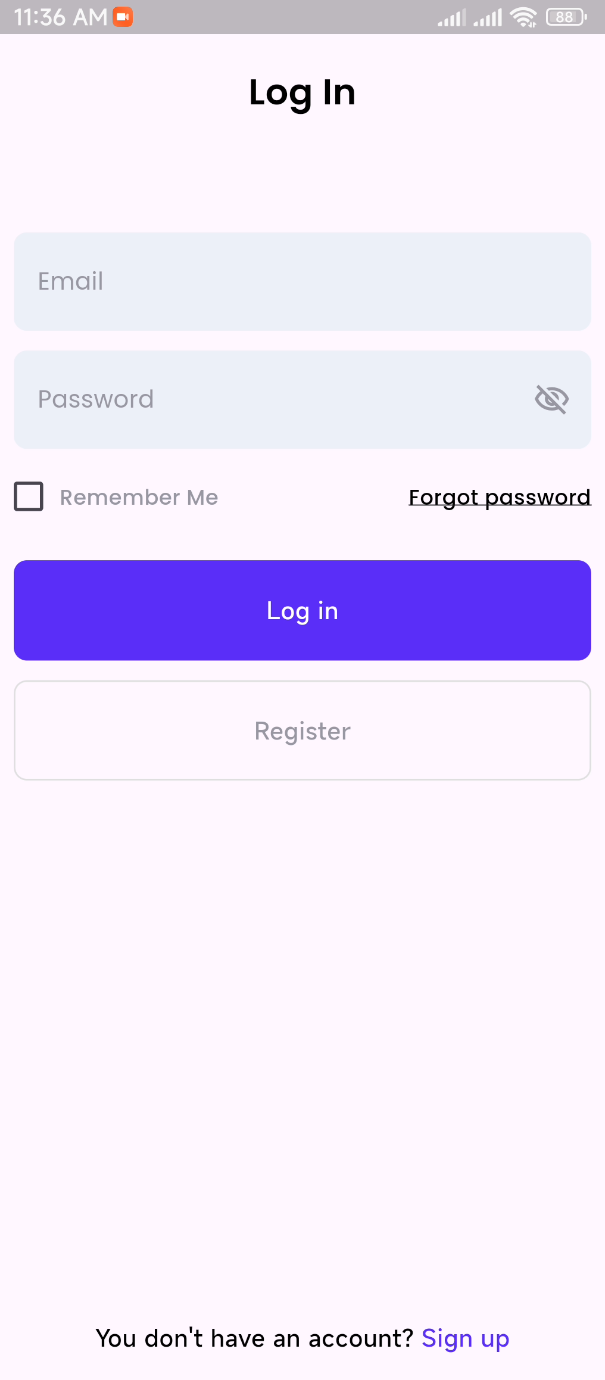 11:36 AM 88
Log In
Email
Password
Remember Me Forgot password
Log in
Register
You don't have an account? Sign up